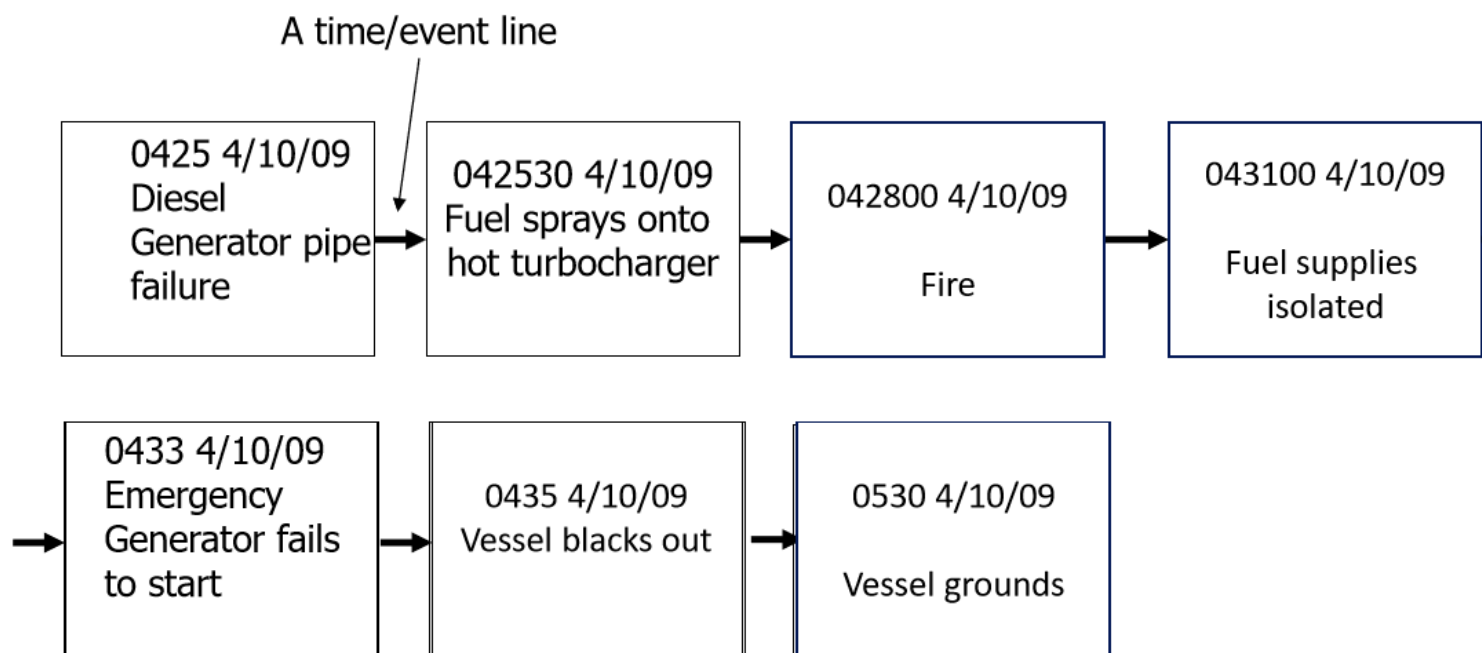 A time/event line
0425 4/10/09
Diesel
Generator pipe
failure
042530 4/10/09
Fuel sprays onto
hot turbocharger
042800 4/10/09
Fire
043100 4/10/09
Fuel supplies
isolated
0433 4/10/09
Emergency
Generator fails
to start
0435 4/10/09
Vessel blacks out
0530 4/10/09
Vessel grounds